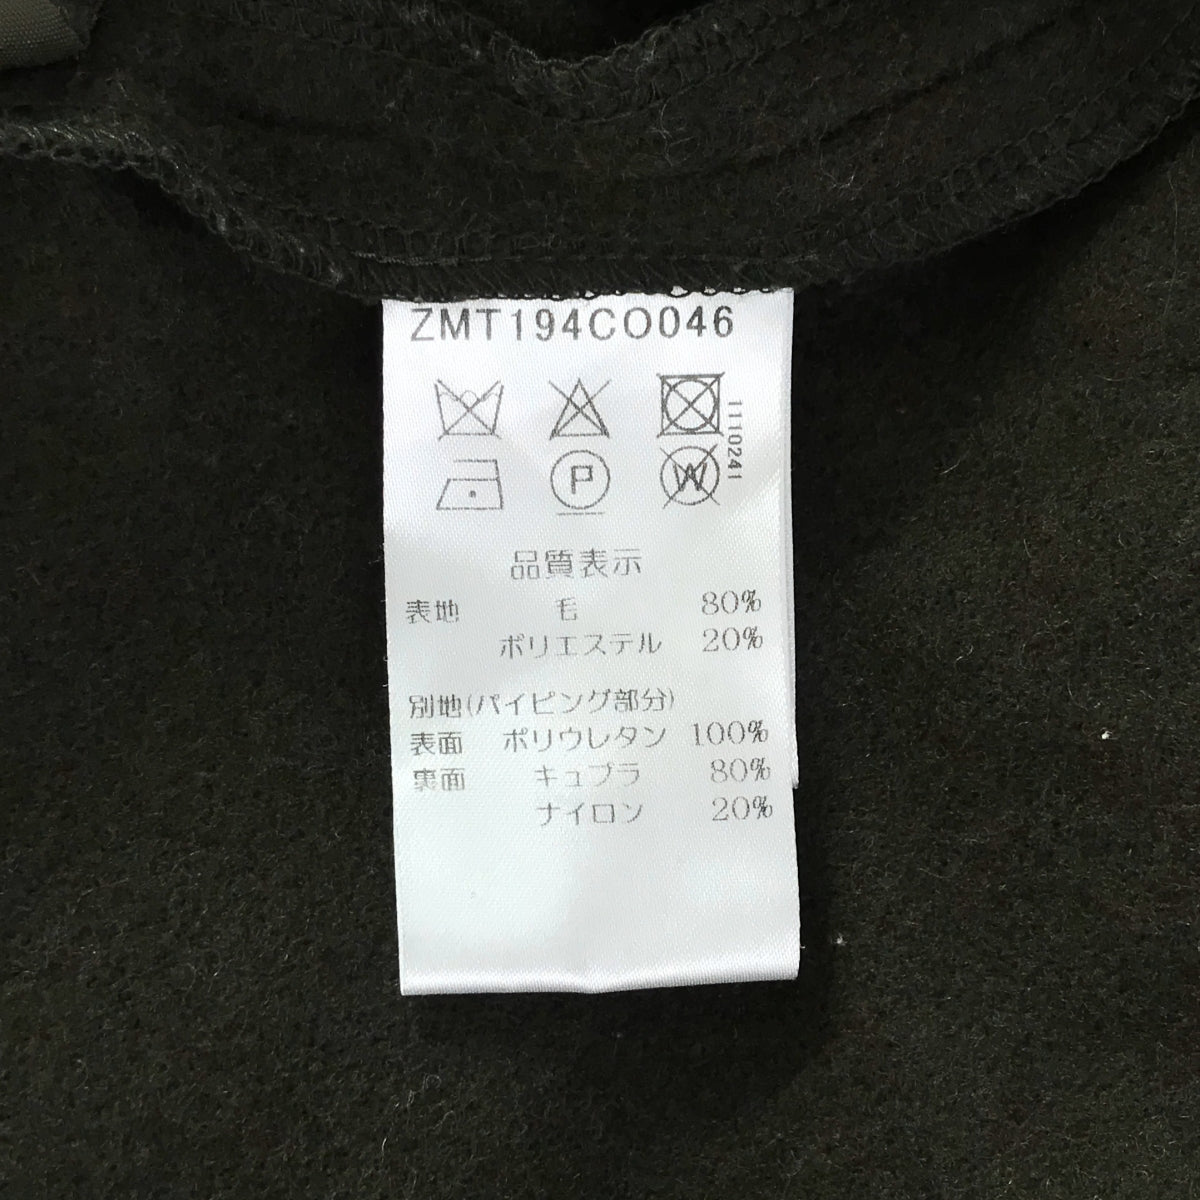 ZMT194CO046
1110241
P
W
品質表示
表地 毛 80%
ポリエステル 20%
別地(パイピング部分)
表面 ポリウレタン 100%
裏面 キュプラ 80%
ナイロン 20%